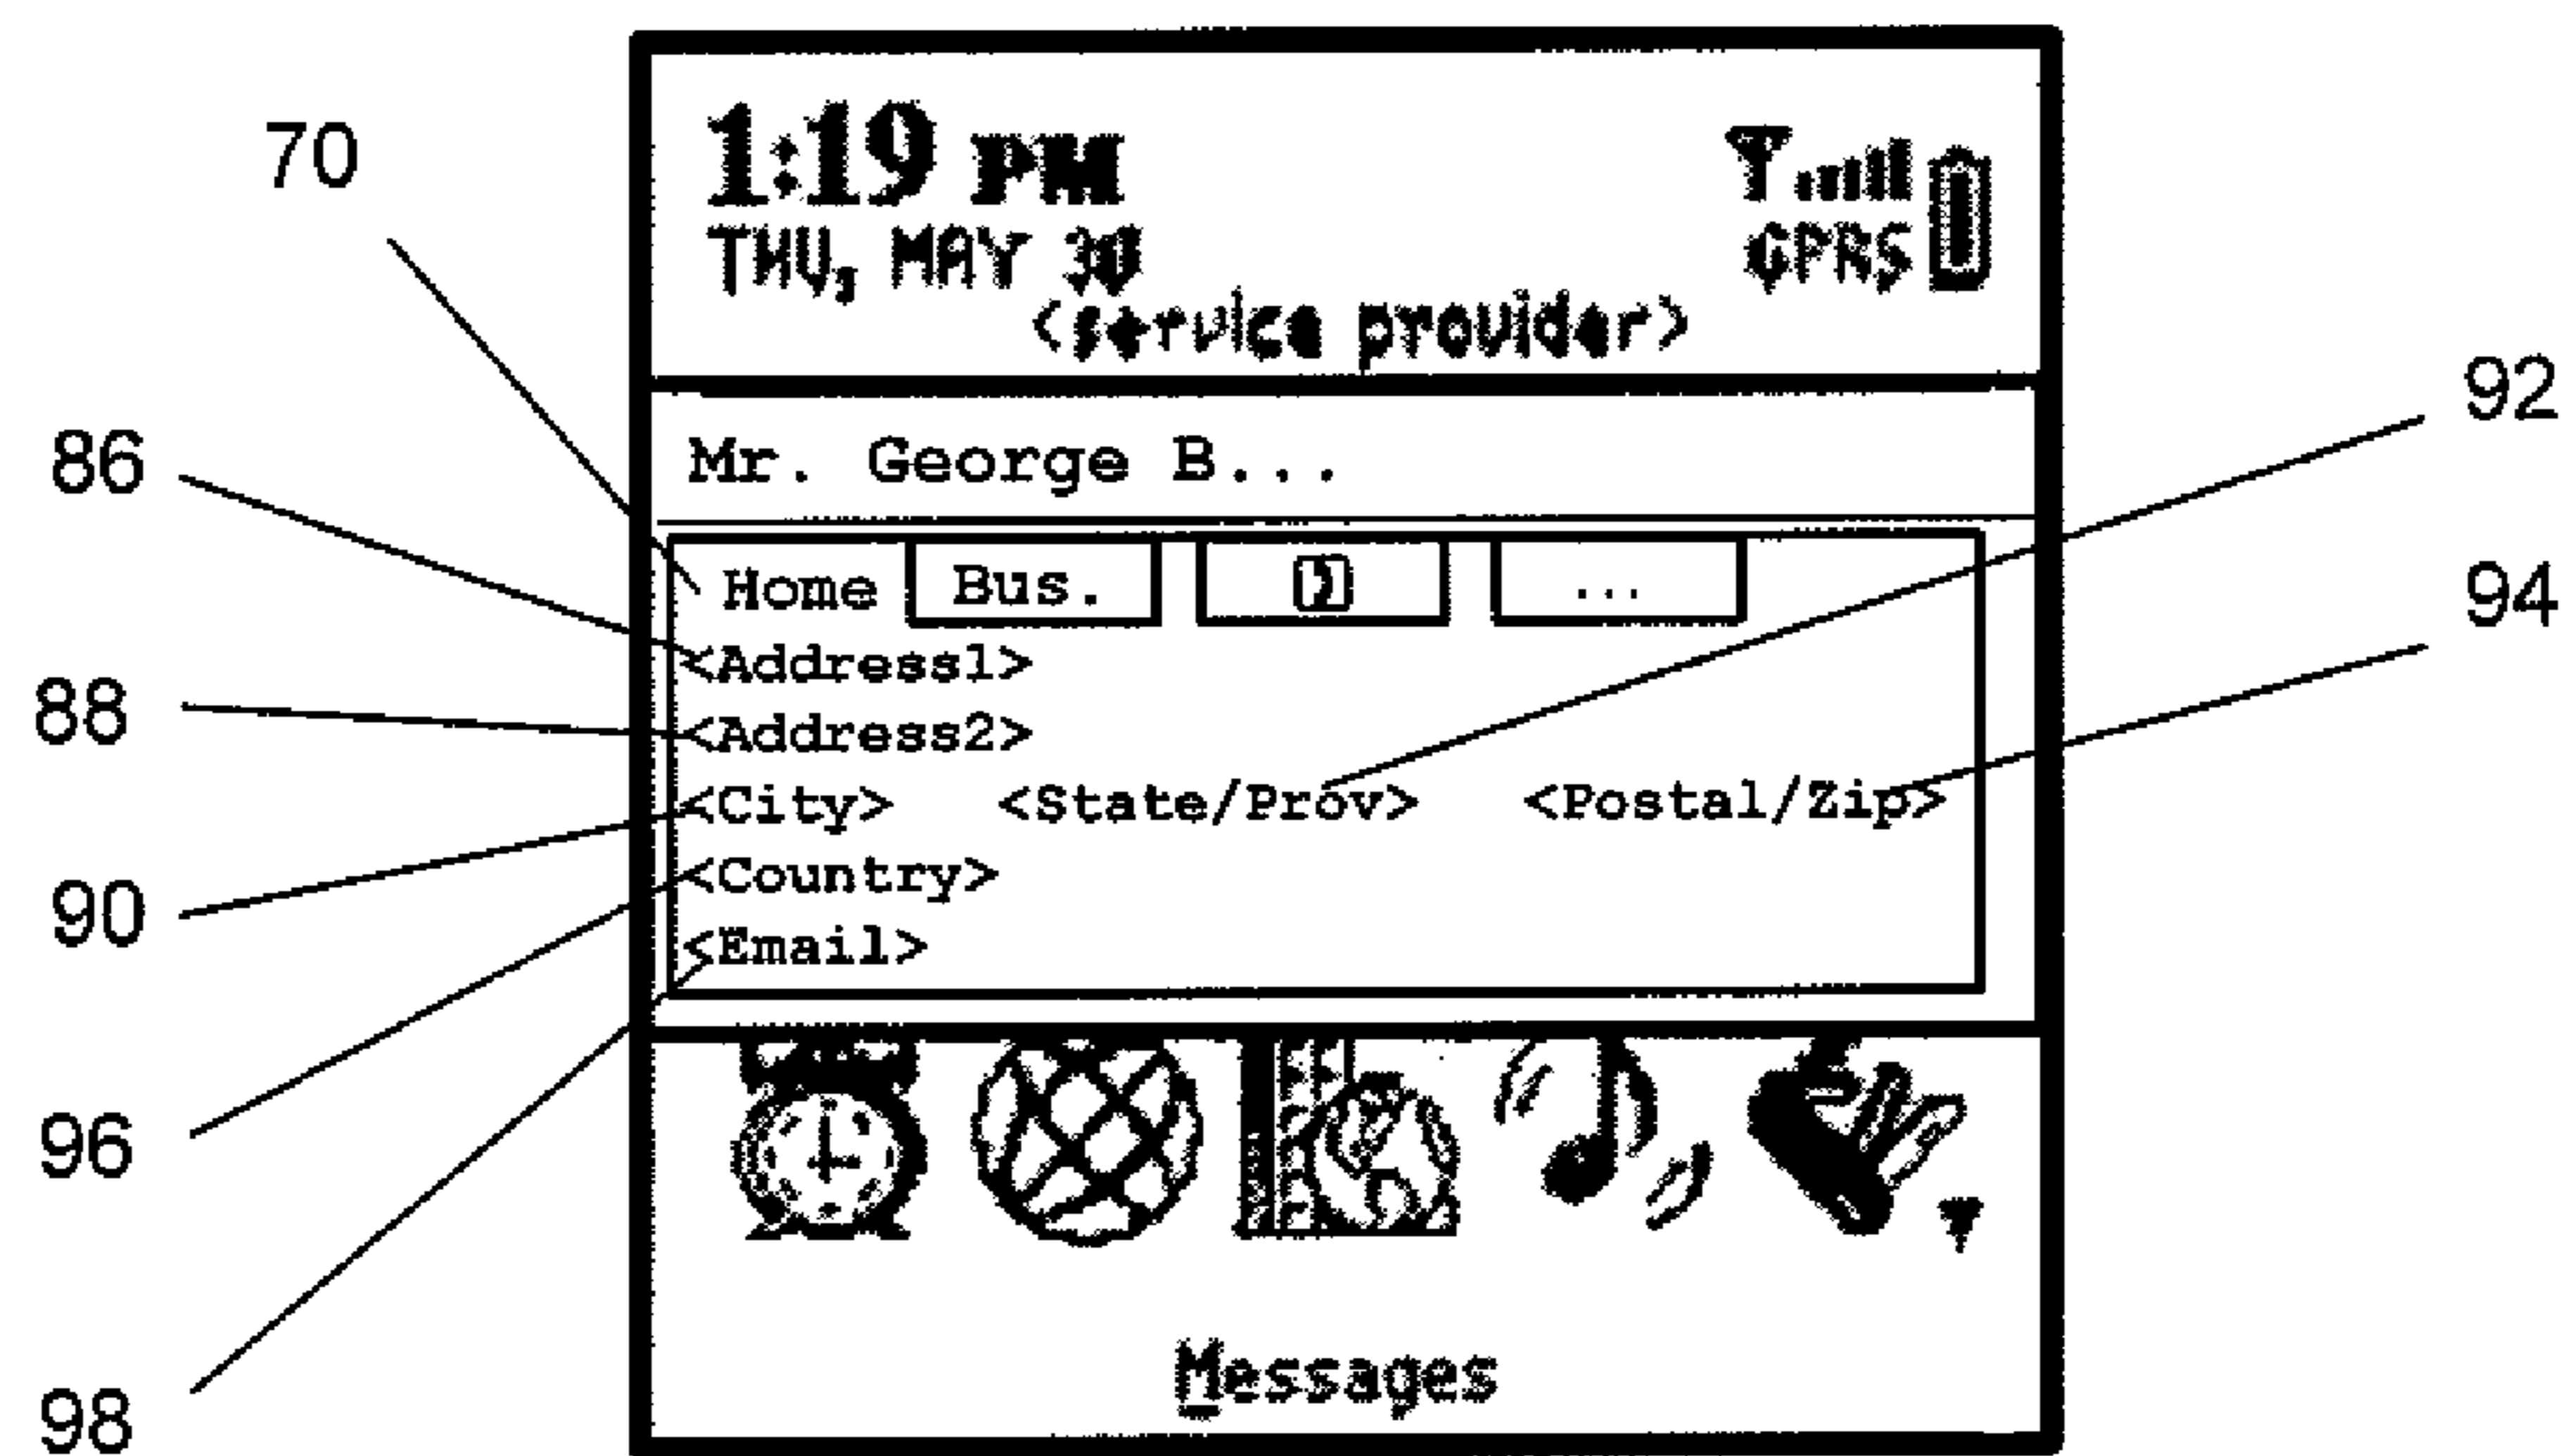 1:19 PM
THU, MAY 30
GPRS
<service provider>
70
92
Mr. George B...
86
Home Bus. ...
94
<Address1>
88
<Address2>
<City> <State/Prov> <Postal/Zip>
90
<Country>
<Email>
96
Messages
98